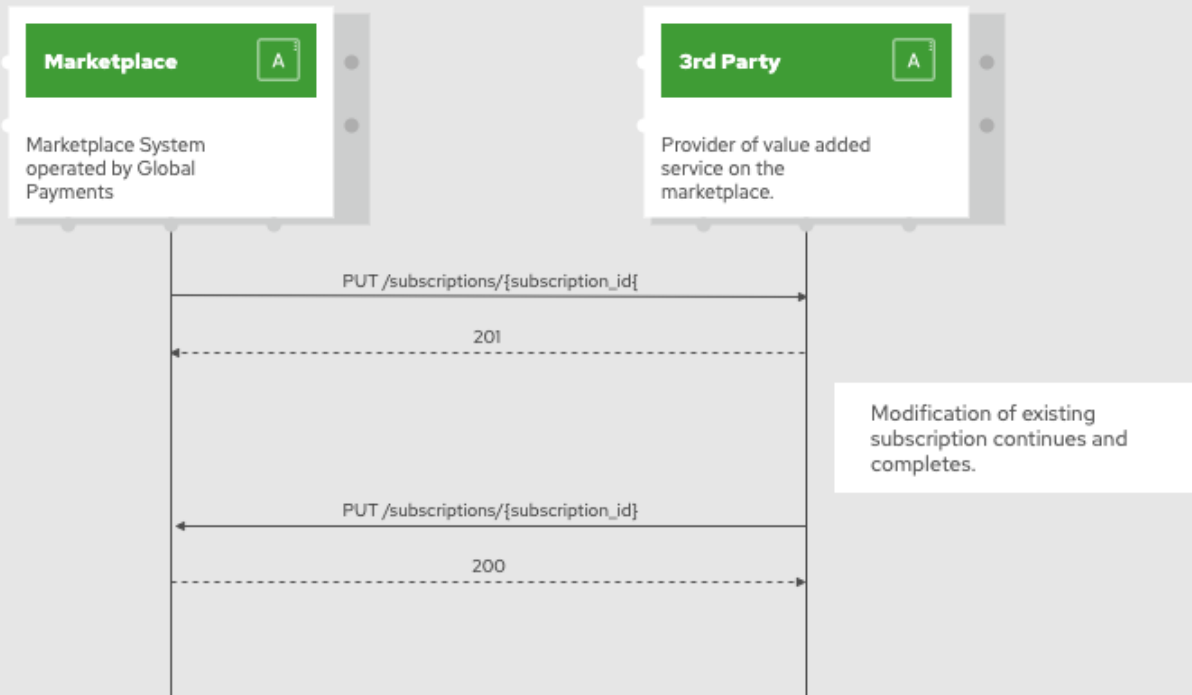 Marketplace
A
3rd Party
A
Marketplace System
operated by Global
Payments
Provider of value added
service on the
marketplace.
PUT /subscriptions/{subscription_id{
201
Modification of existing
subscription continues and
completes.
PUT /subscriptions/{subscription_id}
200